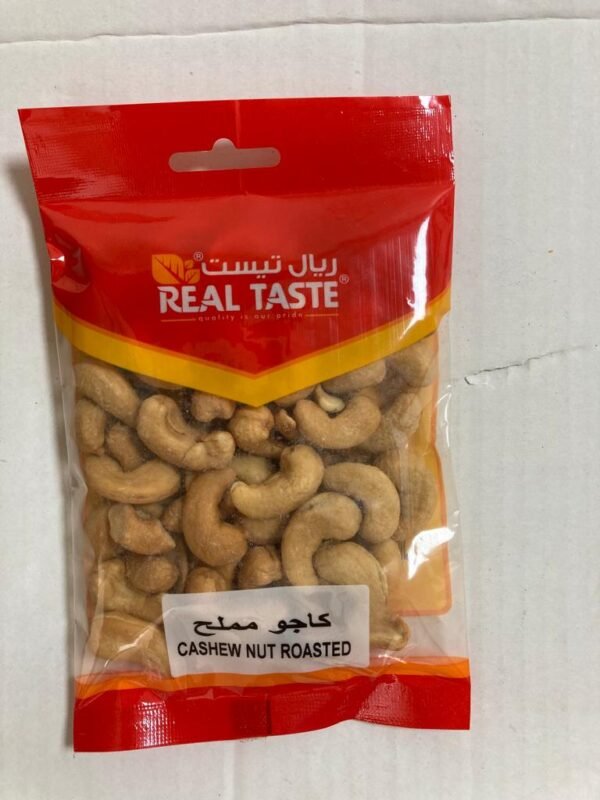 ريال تيست®
REAL TASTE®
quality is our pride
كاجو مملح
CASHEW NUT ROASTED